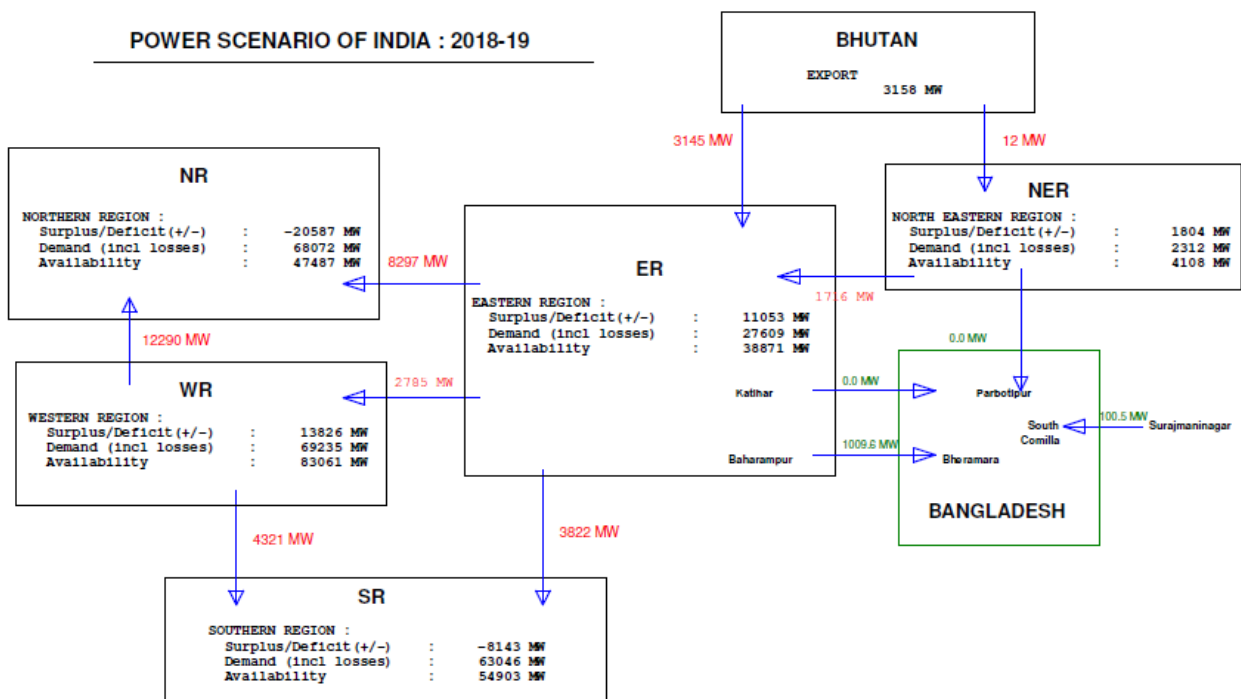 POWER SCENARIO OF INDIA : 2018-19
BHUTAN
EXPORT
3158 MW
3145 MW
12 MW
NR
NORTHERN REGION :
Surplus/Deficit(+/-) : -20587 MW
Demand (incl losses) : 68072 MW
Availability : 47487 MW
8297 MW
NER
NORTH EASTERN REGION :
Surplus/Deficit(+/-) : 1804 MW
Demand (incl losses) : 2312 MW
Availability : 4108 MW
1716 MW
ER
EASTERN REGION :
Surplus/Deficit(+/-) : 11053 MW
Demand (incl losses) : 27609 MW
Availability : 38871 MW
12290 MW
0.0 MW
2785 MW
WR
WESTERN REGION :
Surplus/Deficit(+/-) : 13826 MW
Demand (incl losses) : 69235 MW
Availability : 83061 MW
Katihar
0.0 MW
Parbotipur
100.5 MW
South
Comilla
Surajmaninagar
Baharampur
1009.6 MW
Bheramara
BANGLADESH
4321 MW
3822 MW
SR
SOUTHERN REGION :
Surplus/Deficit(+/-) : -8143 MW
Demand (incl losses) : 63046 MW
Availability : 54903 MW